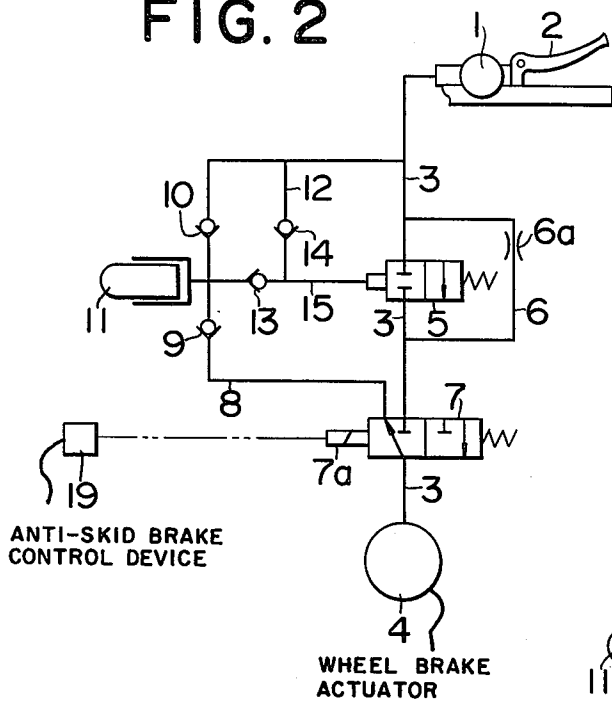 FIG. 2
1
2
3
10
12
14
6a
11
13
15
3
5
6
9
8
7
7a
3
19
ANTI-SKID BRAKE
CONTROL DEVICE
4
WHEEL BRAKE
ACTUATOR
11